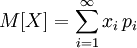 M[X] = \sum_{i=1}^{\infty} x_i p_i